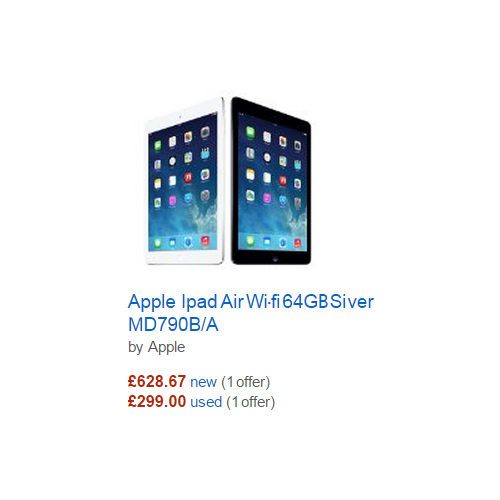 Apple Ipad Air Wi-fi 64GB Siver
MD790B/A
by Apple
£628.67 new (1 offer)
£299.00 used (1 offer)